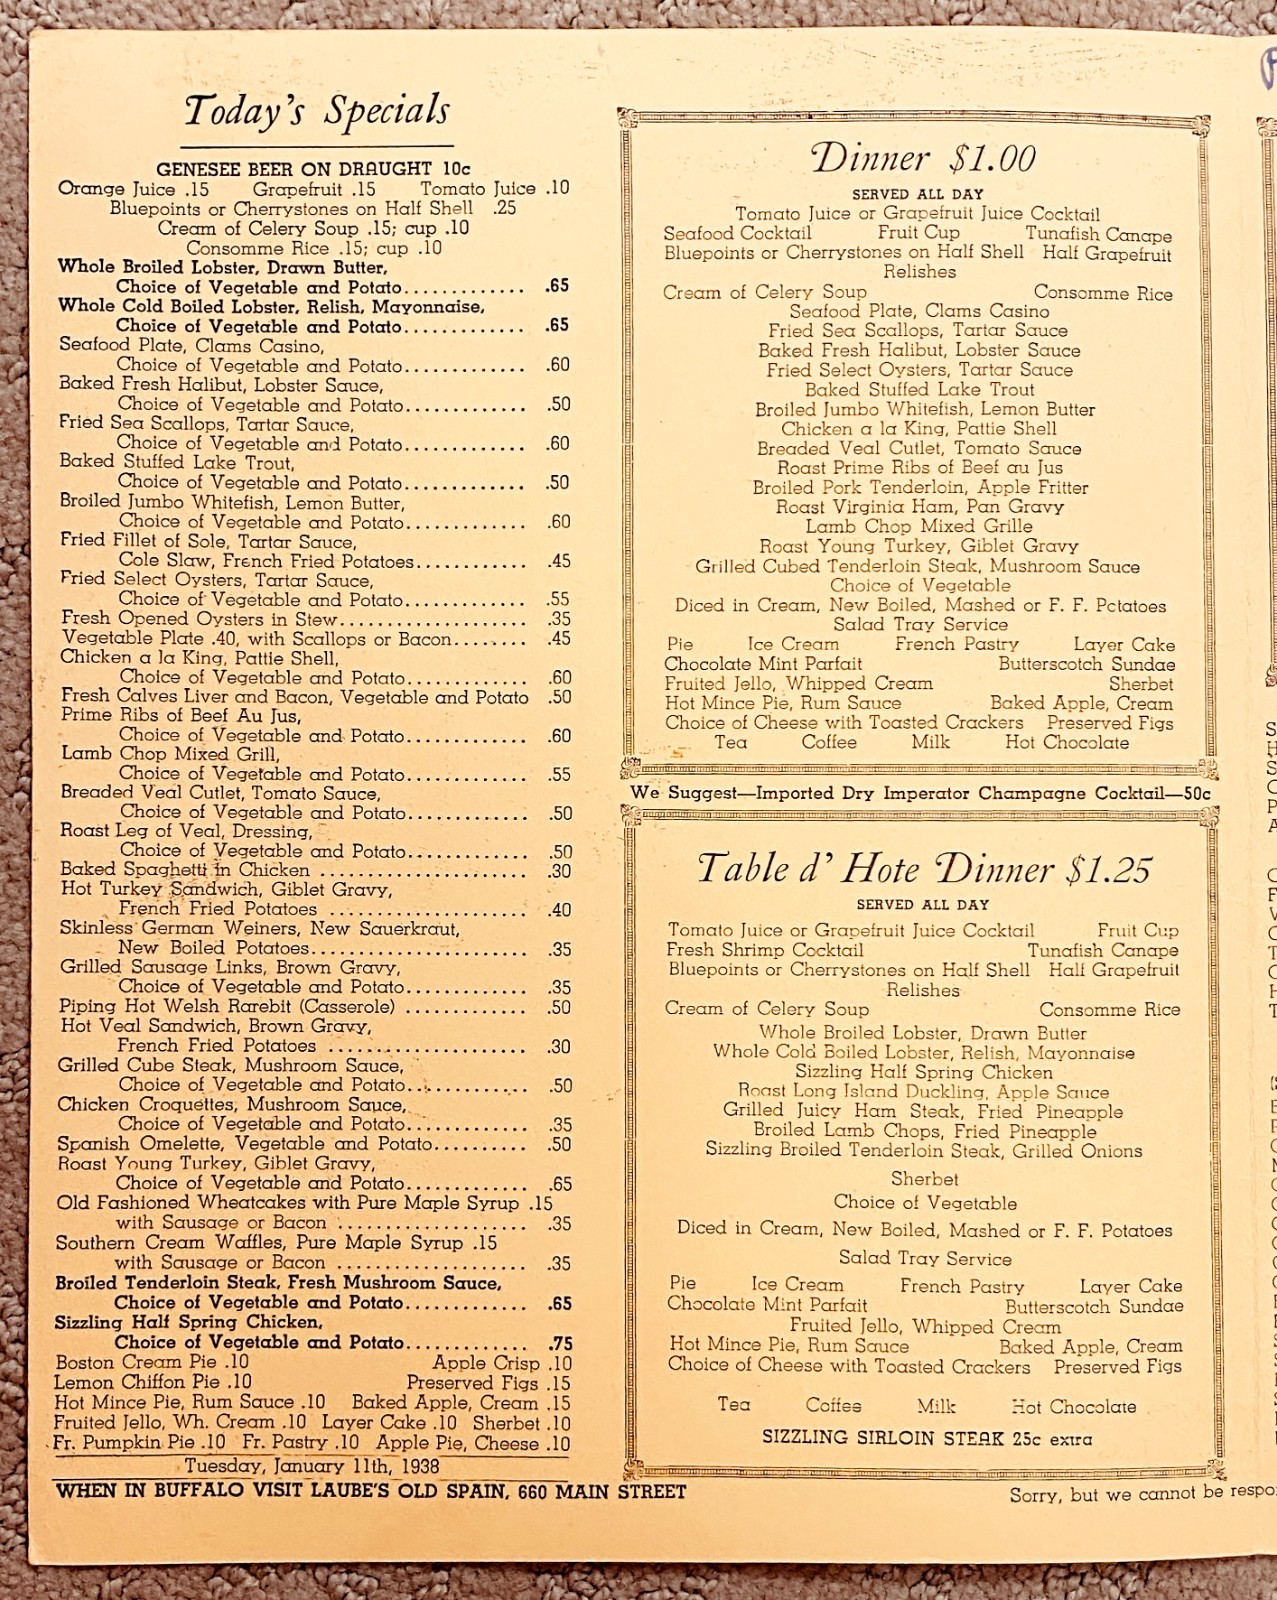 Today's Specials
GENESEE BEER ON DRAUGHT 10c
Orange Juice .15 Grapefruit .15 Tomato Juice .10
Bluepoints or Cherrystones on Half Shell .25
Cream of Celery Soup .15; cup .10
Consomme Rice .15; cup .10
Whole Broiled Lobster, Drawn Butter,
Choice of Vegetable and Potato............. .65
Whole Cold Boiled Lobster, Relish, Mayonnaise,
Choice of Vegetable and Potato............. .65
Seafood Plate, Clams Casino,
Choice of Vegetable and Potato............. .60
Baked Fresh Halibut, Lobster Sauce,
Choice of Vegetable and Potato............. .50
Fried Sea Scallops, Tartar Sauce,
Choice of Vegetable and Potato............. .60
Baked Stuffed Lake Trout,
Choice of Vegetable and Potato............. .50
Broiled Jumbo Whitefish, Lemon Butter,
Choice of Vegetable and Potato............. .60
Fried Fillet of Sole, Tartar Sauce,
Cole Slaw, French Fried Potatoes............ .45
Fried Select Oysters, Tartar Sauce,
Choice of Vegetable and Potato............. .55
Fresh Opened Oysters in Stew.................... .35
Vegetable Plate .40, with Scallops or Bacon........ .45
Chicken a la King, Pattie Shell,
Choice of Vegetable and Potato............. .60
Fresh Calves Liver and Bacon, Vegetable and Potato .50
Prime Ribs of Beef Au Jus,
Choice of Vegetable and Potato............. .60
Lamb Chop Mixed Grill,
Choice of Vegetable and Potato............. .55
Breaded Veal Cutlet, Tomato Sauce,
Choice of Vegetable and Potato............. .50
Roast Leg of Veal, Dressing,
Choice of Vegetable and Potato............. .50
Baked Spaghetti in Chicken ...................... .30
Hot Turkey Sandwich, Giblet Gravy,
French Fried Potatoes ..................... .40
Skinless German Weiners, New Sauerkraut,
New Boiled Potatoes....................... .35
Grilled Sausage Links, Brown Gravy,
Choice of Vegetable and Potato............. .35
Piping Hot Welsh Rarebit (Casserole) ............. .50
Hot Veal Sandwich, Brown Gravy,
French Fried Potatoes ..................... .30
Grilled Cube Steak, Mushroom Sauce,
Choice of Vegetable and Potato............. .50
Chicken Croquettes, Mushroom Sauce,
Choice of Vegetable and Potato............. .35
Spanish Omelette, Vegetable and Potato.......... .50
Roast Young Turkey, Giblet Gravy,
Choice of Vegetable and Potato............. .65
Old Fashioned Wheatcakes with Pure Maple Syrup .15
with Sausage or Bacon .................... .35
Southern Cream Waffles, Pure Maple Syrup .15
with Sausage or Bacon .................... .35
Broiled Tenderloin Steak, Fresh Mushroom Sauce,
Choice of Vegetable and Potato............. .65
Sizzling Half Spring Chicken,
Choice of Vegetable and Potato............. .75
Boston Cream Pie .10 Apple Crisp .10
Lemon Chiffon Pie .10 Preserved Figs .15
Hot Mince Pie, Rum Sauce .10 Baked Apple, Cream .15
Fruited Jello, Wh. Cream .10 Layer Cake .10 Sherbet .10
Fr. Pumpkin Pie .10 Fr. Pastry .10 Apple Pie, Cheese .10
Tuesday, January 11th, 1938
WHEN IN BUFFALO VISIT LAUBE'S OLD SPAIN, 660 MAIN STREET
Dinner $1.00
SERVED ALL DAY
Tomato Juice or Grapefruit Juice Cocktail
Seafood Cocktail Fruit Cup Tunafish Canape
Bluepoints or Cherrystones on Half Shell Half Grapefruit
Relishes
Cream of Celery Soup Consomme Rice
Seafood Plate, Clams Casino
Fried Sea Scallops, Tartar Sauce
Baked Fresh Halibut, Lobster Sauce
Fried Select Oysters, Tartar Sauce
Baked Stuffed Lake Trout
Broiled Jumbo Whitefish, Lemon Butter
Chicken a la King, Pattie Shell
Breaded Veal Cutlet, Tomato Sauce
Roast Prime Ribs of Beef au Jus
Broiled Pork Tenderloin, Apple Fritter
Roast Virginia Ham, Pan Gravy
Lamb Chop Mixed Grille
Roast Young Turkey, Giblet Gravy
Grilled Cubed Tenderloin Steak, Mushroom Sauce
Choice of Vegetable
Diced in Cream, New Boiled, Mashed or F. F. Potatoes
Salad Tray Service
Pie Ice Cream French Pastry Layer Cake
Chocolate Mint Parfait Butterscotch Sundae
Fruited Jello, Whipped Cream Sherbet
Hot Mince Pie, Rum Sauce Baked Apple, Cream
Choice of Cheese with Toasted Crackers Preserved Figs
Tea Coffee Milk Hot Chocolate
We Suggest—Imported Dry Imperator Champagne Cocktail—50c
Table d' Hote Dinner $1.25
SERVED ALL DAY
Tomato Juice or Grapefruit Juice Cocktail Fruit Cup
Fresh Shrimp Cocktail Tunafish Canape
Bluepoints or Cherrystones on Half Shell Half Grapefruit
Relishes
Cream of Celery Soup Consomme Rice
Whole Broiled Lobster, Drawn Butter
Whole Cold Boiled Lobster, Relish, Mayonnaise
Sizzling Half Spring Chicken
Roast Long Island Duckling, Apple Sauce
Grilled Juicy Ham Steak, Fried Pineapple
Broiled Lamb Chops, Fried Pineapple
Sizzling Broiled Tenderloin Steak, Grilled Onions
Sherbet
Choice of Vegetable
Diced in Cream, New Boiled, Mashed or F. F. Potatoes
Salad Tray Service
Pie Ice Cream French Pastry Layer Cake
Chocolate Mint Parfait Butterscotch Sundae
Fruited Jello, Whipped Cream
Hot Mince Pie, Rum Sauce Baked Apple, Cream
Choice of Cheese with Toasted Crackers Preserved Figs
Tea Coffee Milk Hot Chocolate
SIZZLING SIRLOIN STEAK 25c extra
Sorry, but we cannot be